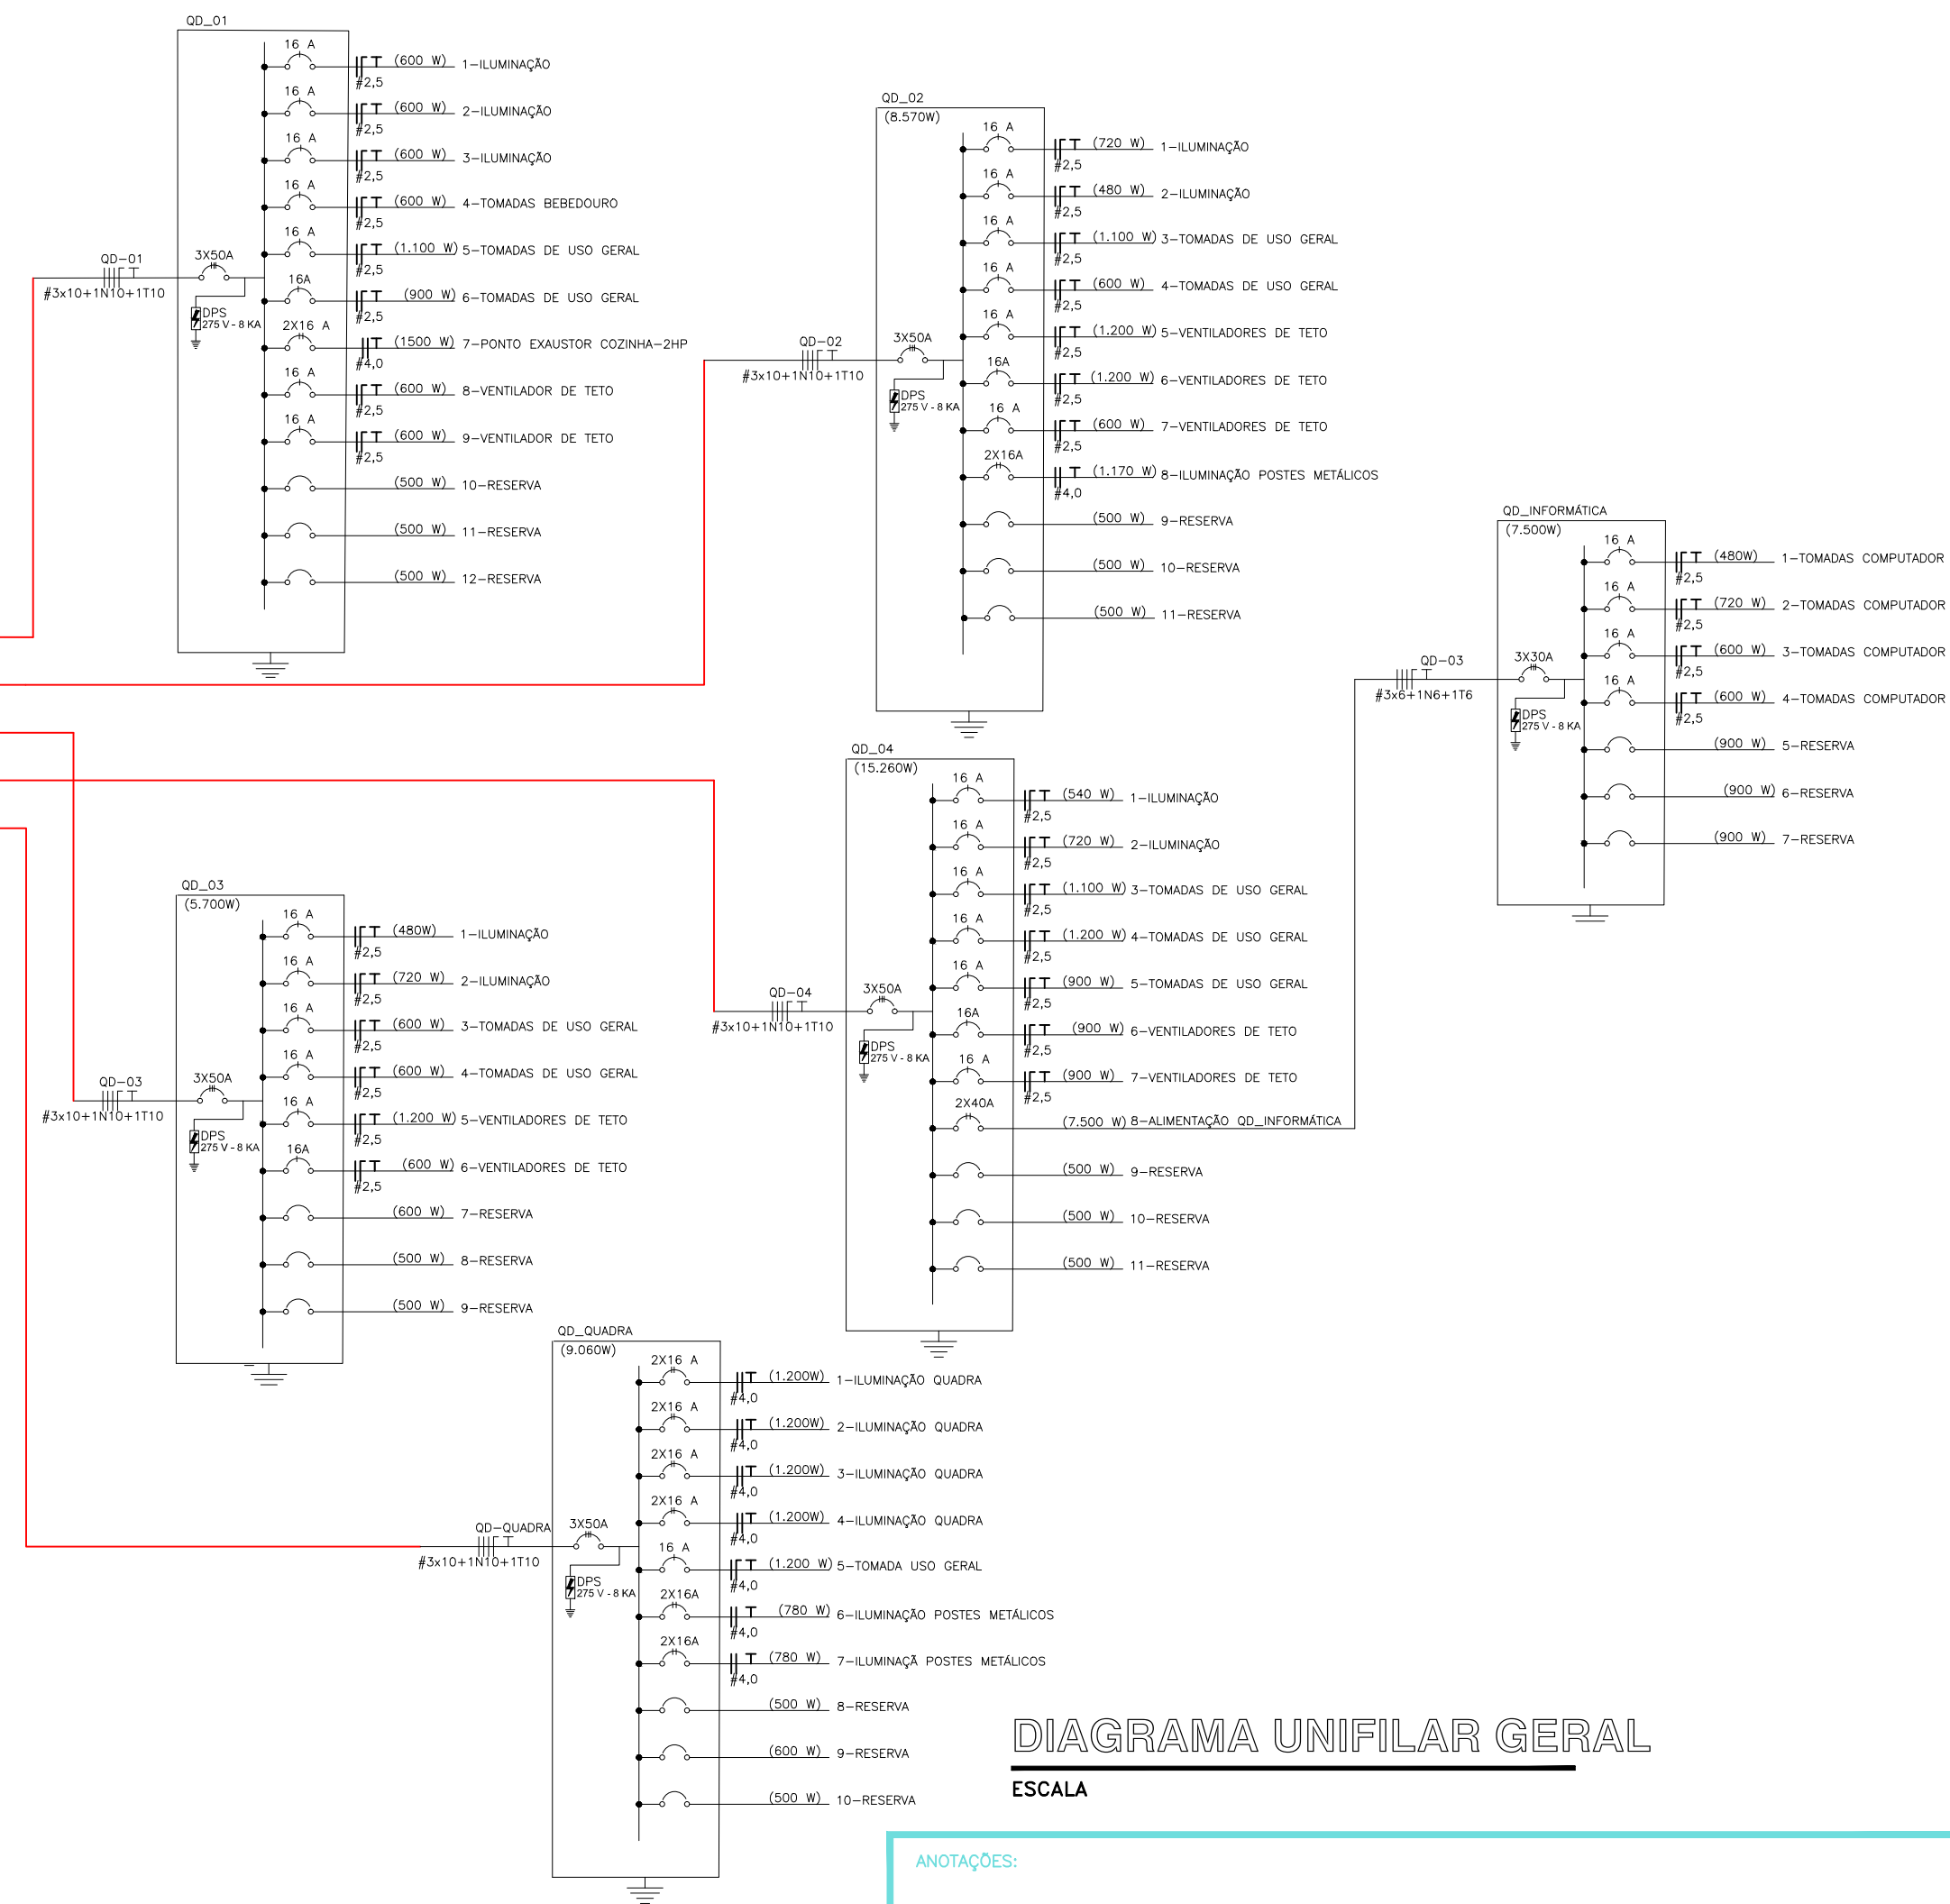 QD_01
16 A
(600 W) 1-ILUMINAÇÃO
#2,5
16 A
(600 W) 2-ILUMINAÇÃO
#2,5
16 A
(600 W) 3-ILUMINAÇÃO
#2,5
16 A
(600 W) 4-TOMADAS BEBEDOURO
#2,5
16 A
(1.100 W) 5-TOMADAS DE USO GERAL
#2,5
QD-01
#3x10+1N10+1T10
3X50A
DPS
275 V - 8 KA
16A
(900 W) 6-TOMADAS DE USO GERAL
#2,5
2X16 A
(1500 W) 7-PONTO EXAUSTOR COZINHA-2HP
#4,0
16 A
(600 W) 8-VENTILADOR DE TETO
#2,5
16 A
(600 W) 9-VENTILADOR DE TETO
#2,5
(500 W) 10-RESERVA
(500 W) 11-RESERVA
(500 W) 12-RESERVA
QD_02
(8.570W)
16 A
(720 W) 1-ILUMINAÇÃO
#2,5
16 A
(480 W) 2-ILUMINAÇÃO
#2,5
16 A
(1.100 W) 3-TOMADAS DE USO GERAL
#2,5
16 A
(600 W) 4-TOMADAS DE USO GERAL
#2,5
16 A
(1.200 W) 5-VENTILADORES DE TETO
#2,5
QD-02
#3x10+1N10+1T10
3X50A
DPS
275 V - 8 KA
16A
(1.200 W) 6-VENTILADORES DE TETO
#2,5
16 A
(600 W) 7-VENTILADORES DE TETO
#2,5
2X16A
(1.170 W) 8-ILUMINAÇÃO POSTES METÁLICOS
#4,0
(500 W) 9-RESERVA
(500 W) 10-RESERVA
(500 W) 11-RESERVA
QD_INFORMÁTICA
(7.500W)
16 A
(480W) 1-TOMADAS COMPUTADOR
#2,5
16 A
(720 W) 2-TOMADAS COMPUTADOR
#2,5
16 A
(600 W) 3-TOMADAS COMPUTADOR
#2,5
QD-03
#3x6+1N6+1T6
3X30A
DPS
275 V - 8 KA
16 A
(600 W) 4-TOMADAS COMPUTADOR
#2,5
(900 W) 5-RESERVA
(900 W) 6-RESERVA
(900 W) 7-RESERVA
QD_04
(15.260W)
16 A
(540 W) 1-ILUMINAÇÃO
#2,5
16 A
(720 W) 2-ILUMINAÇÃO
#2,5
16 A
(1.100 W) 3-TOMADAS DE USO GERAL
#2,5
16 A
(1.200 W) 4-TOMADAS DE USO GERAL
#2,5
16 A
(900 W) 5-TOMADAS DE USO GERAL
#2,5
QD-04
#3x10+1N10+1T10
3X50A
DPS
275 V - 8 KA
16A
(900 W) 6-VENTILADORES DE TETO
#2,5
16 A
(900 W) 7-VENTILADORES DE TETO
#2,5
2X40A
(7.500 W) 8-ALIMENTAÇÃO QD_INFORMÁTICA
(500 W) 9-RESERVA
(500 W) 10-RESERVA
(500 W) 11-RESERVA
QD_03
(5.700W)
16 A
(480W) 1-ILUMINAÇÃO
#2,5
16 A
(720 W) 2-ILUMINAÇÃO
#2,5
16 A
(600 W) 3-TOMADAS DE USO GERAL
#2,5
16 A
(600 W) 4-TOMADAS DE USO GERAL
#2,5
QD-03
#3x10+1N10+1T10
3X50A
DPS
275 V - 8 KA
16 A
(1.200 W) 5-VENTILADORES DE TETO
#2,5
16A
(600 W) 6-VENTILADORES DE TETO
#2,5
(600 W) 7-RESERVA
(500 W) 8-RESERVA
(500 W) 9-RESERVA
QD_QUADRA
(9.060W)
2X16 A
(1.200W) 1-ILUMINAÇÃO QUADRA
#4,0
2X16 A
(1.200W) 2-ILUMINAÇÃO QUADRA
#4,0
2X16 A
(1.200W) 3-ILUMINAÇÃO QUADRA
#4,0
2X16 A
(1.200W) 4-ILUMINAÇÃO QUADRA
#4,0
QD-QUADRA
#3x10+1N10+1T10
3X50A
DPS
275 V - 8 KA
16 A
(1.200 W) 5-TOMADA USO GERAL
#4,0
2X16A
(780 W) 6-ILUMINAÇÃO POSTES METÁLICOS
#4,0
2X16A
(780 W) 7-ILUMINAÇÃ POSTES METÁLICOS
#4,0
(500 W) 8-RESERVA
(600 W) 9-RESERVA
(500 W) 10-RESERVA
DIAGRAMA UNIFILAR GERAL
ESCALA
ANOTAÇÕES: